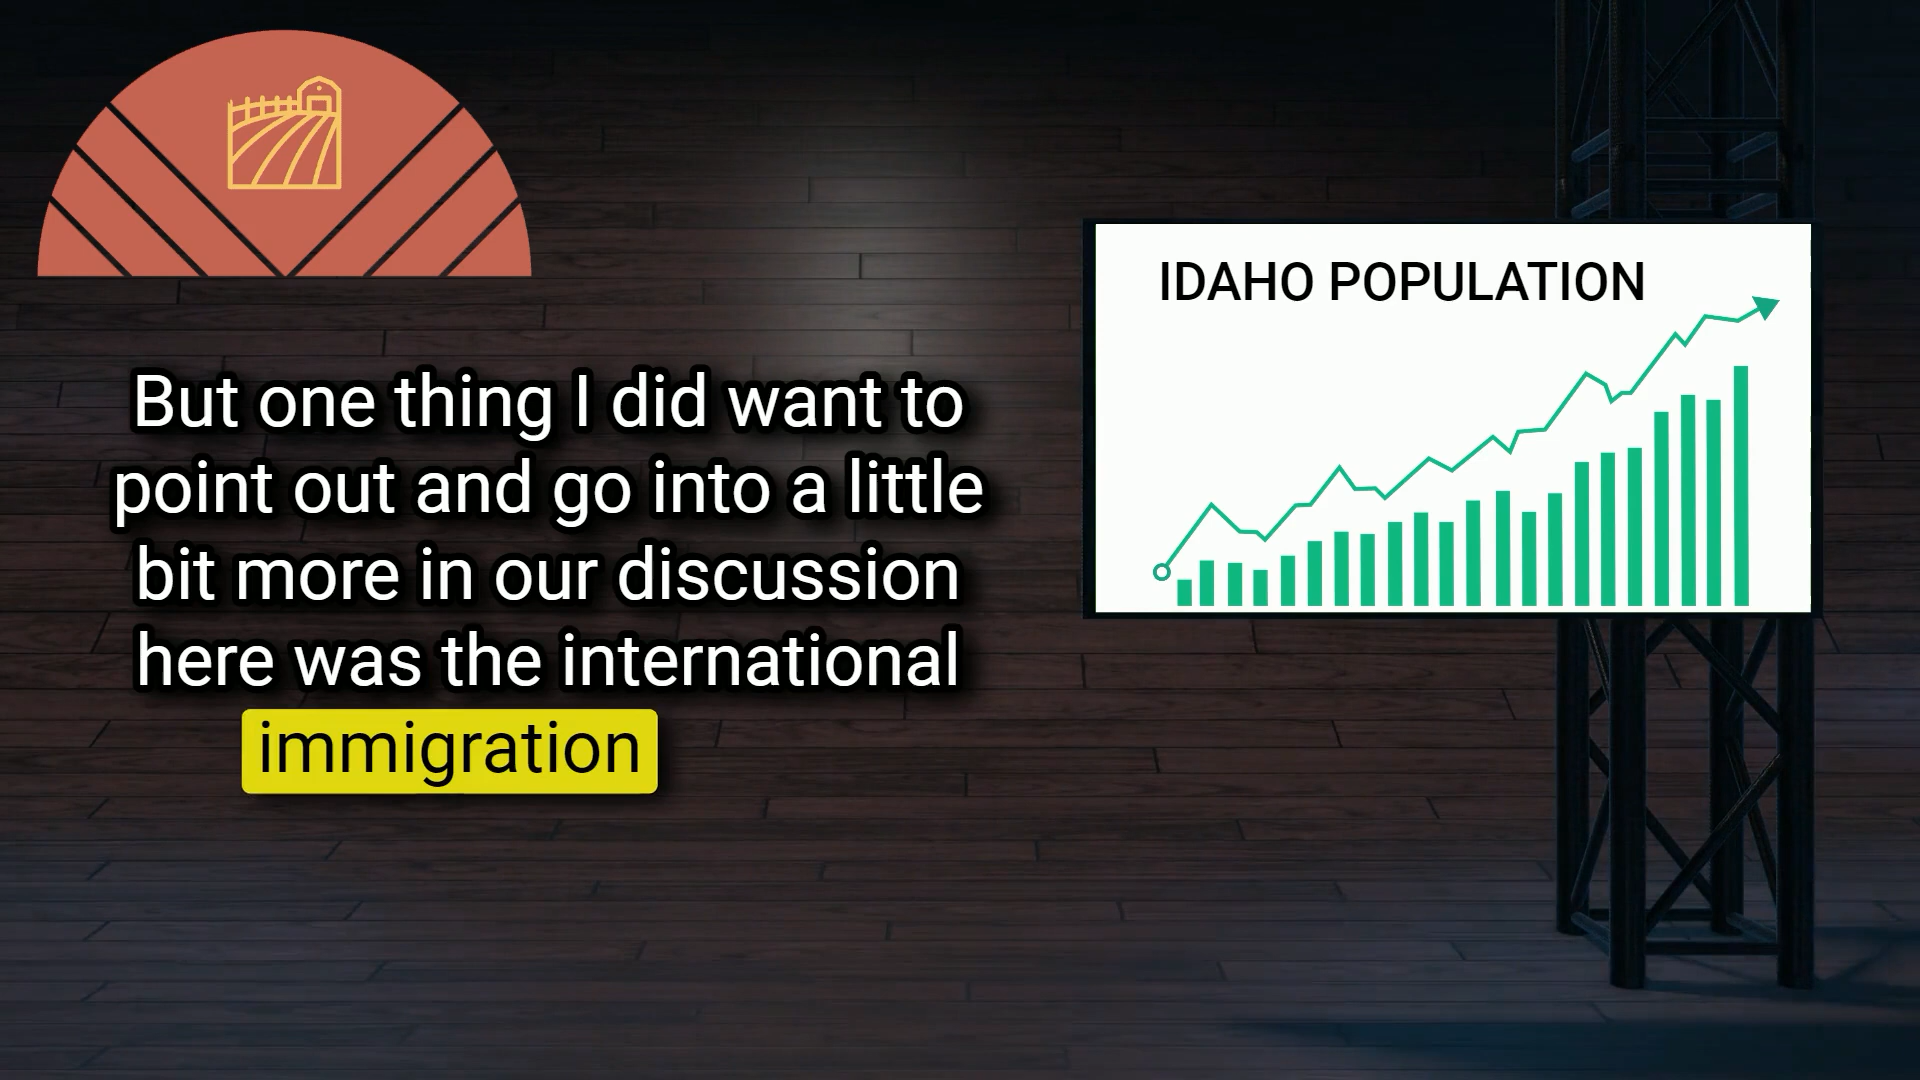 IDAHO POPULATION
But one thing I did want to
point out and go into a little
bit more in our discussion
here was the international
immigration